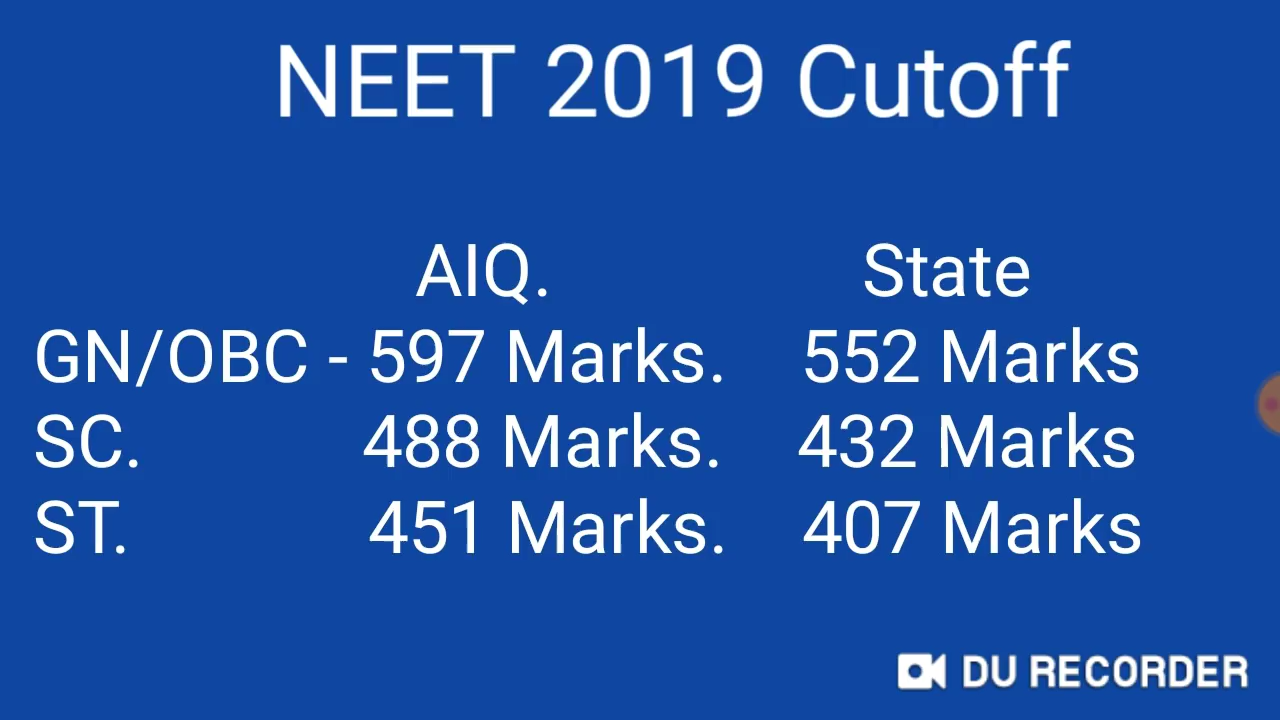 NEET 2019 Cutoff
AIQ. State
GN/OBC - 597 Marks. 552 Marks
SC. 488 Marks. 432 Marks
ST. 451 Marks. 407 Marks
DU RECORDER